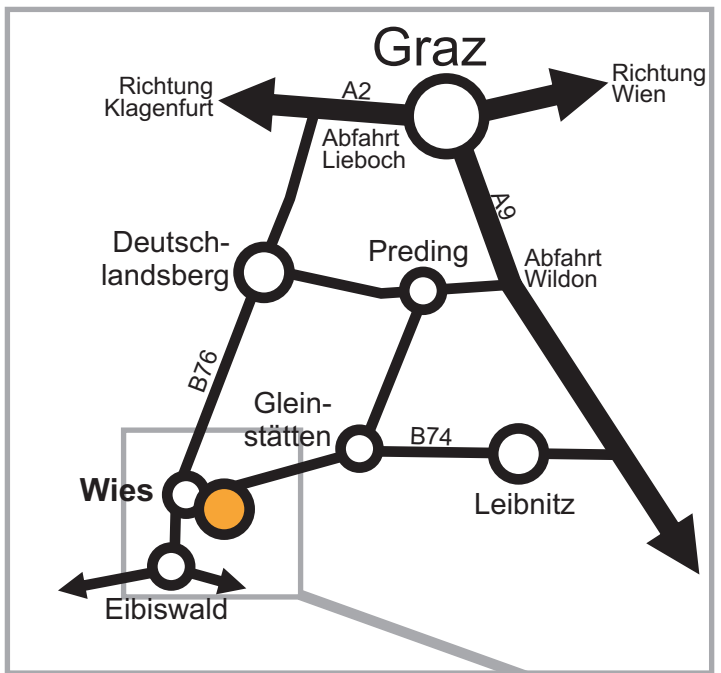 Graz
Richtung
Klagenfurt
A2
Richtung
Wien
Abfahrt
Lieboch
A9
Deutsch-
landsberg
Preding
Abfahrt
Wildon
B76
Glein-
stätten
B74
Wies
Leibnitz
Eibiswald